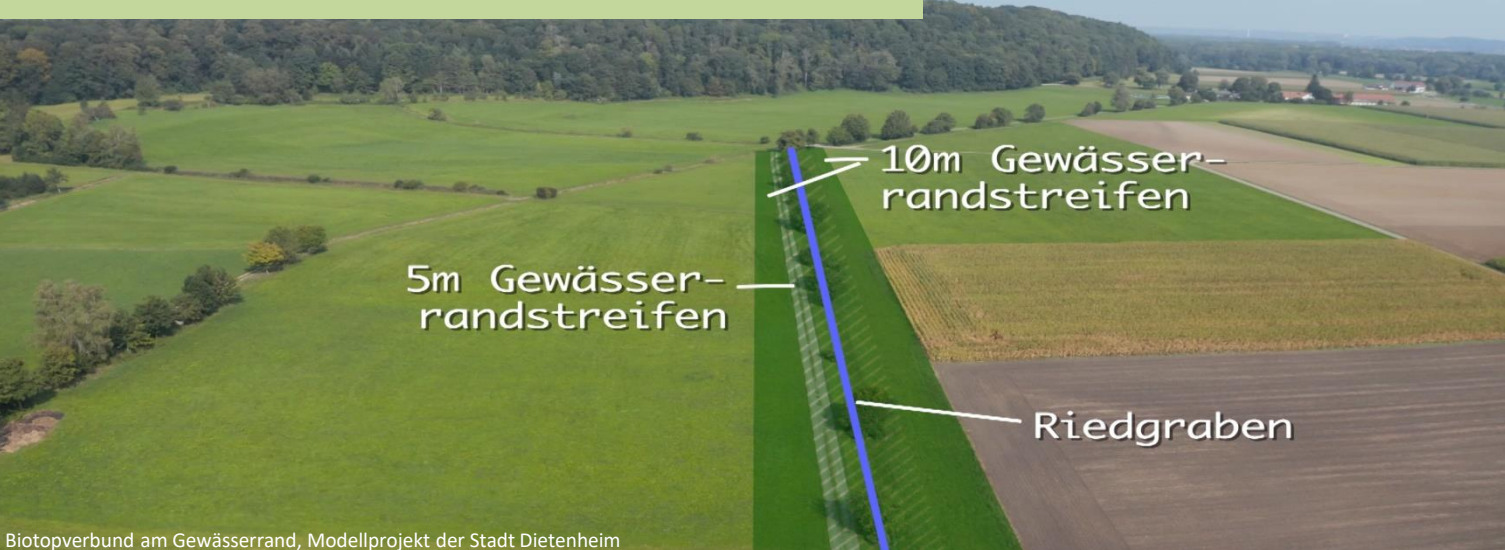 10m Gewässer-
randstreifen
5m Gewässer-
randstreifen
Riedgraben
Biotopverbund am Gewässerrand, Modellprojekt der Stadt Dietenheim